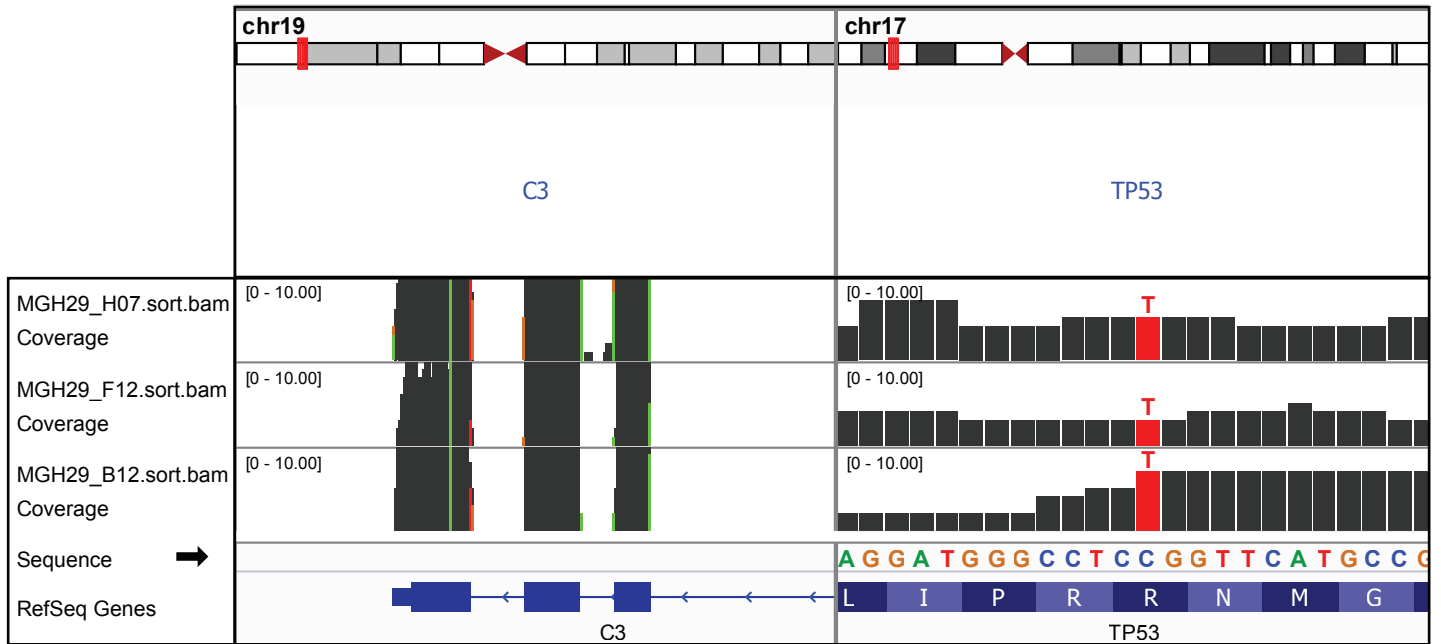 chr19
chr17
C3
TP53
MGH29_H07.sort.bam
Coverage
[0 - 10.00]
[0 - 10.00]
T
MGH29_F12.sort.bam
Coverage
[0 - 10.00]
[0 - 10.00]
T
MGH29_B12.sort.bam
Coverage
[0 - 10.00]
[0 - 10.00]
T
Sequence
A G G A T G G G C C T C C G G T T C A T G C C G
RefSeq Genes
L I P R R N M G
C3
TP53